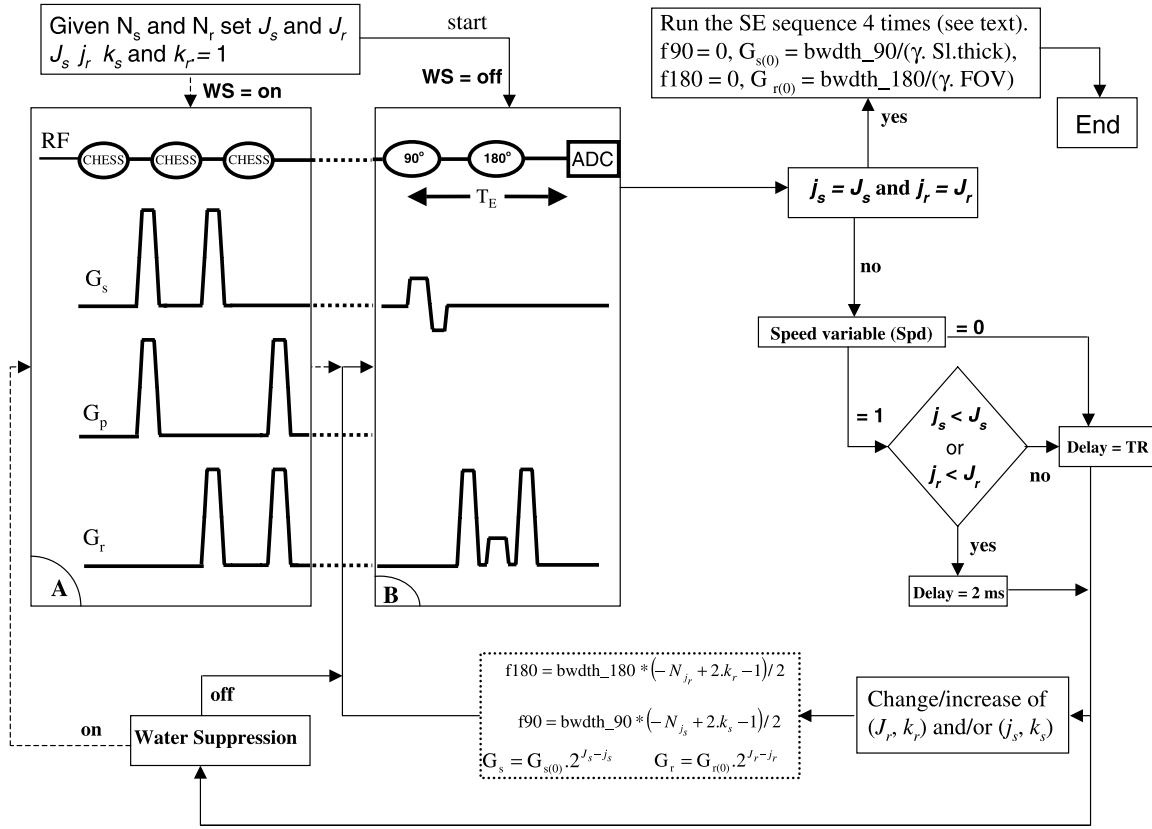 Given N_s and N_r set J_s and J_r
J_s j_r k_s and k_r.= 1
start
WS = on
WS = off
Run the SE sequence 4 times (see text).
f90 = 0, G_s(0) = bwdth_90/(γ. Sl.thick),
f180 = 0, G_r(0) = bwdth_180/(γ. FOV)
End
yes
RF
CHESS
CHESS
CHESS
90°
180°
ADC
T_E
j_s = J_s and j_r = J_r
no
G_s
Speed variable (Spd)
= 0
= 1
j_s < J_s
or
j_r < J_r
no
Delay = TR
yes
Delay = 2 ms
G_p
G_r
A
B
f180 = bwdth_180 * (− N_{j_r} + 2.k_r − 1)/ 2
f90 = bwdth_90 * (− N_{j_s} + 2.k_s − 1)/ 2
G_s = G_s(0).2^{J_s − j_s} G_r = G_r(0).2^{J_r − j_r}
Change/increase of
(J_r, k_r) and/or (j_s, k_s)
off
on
Water Suppression